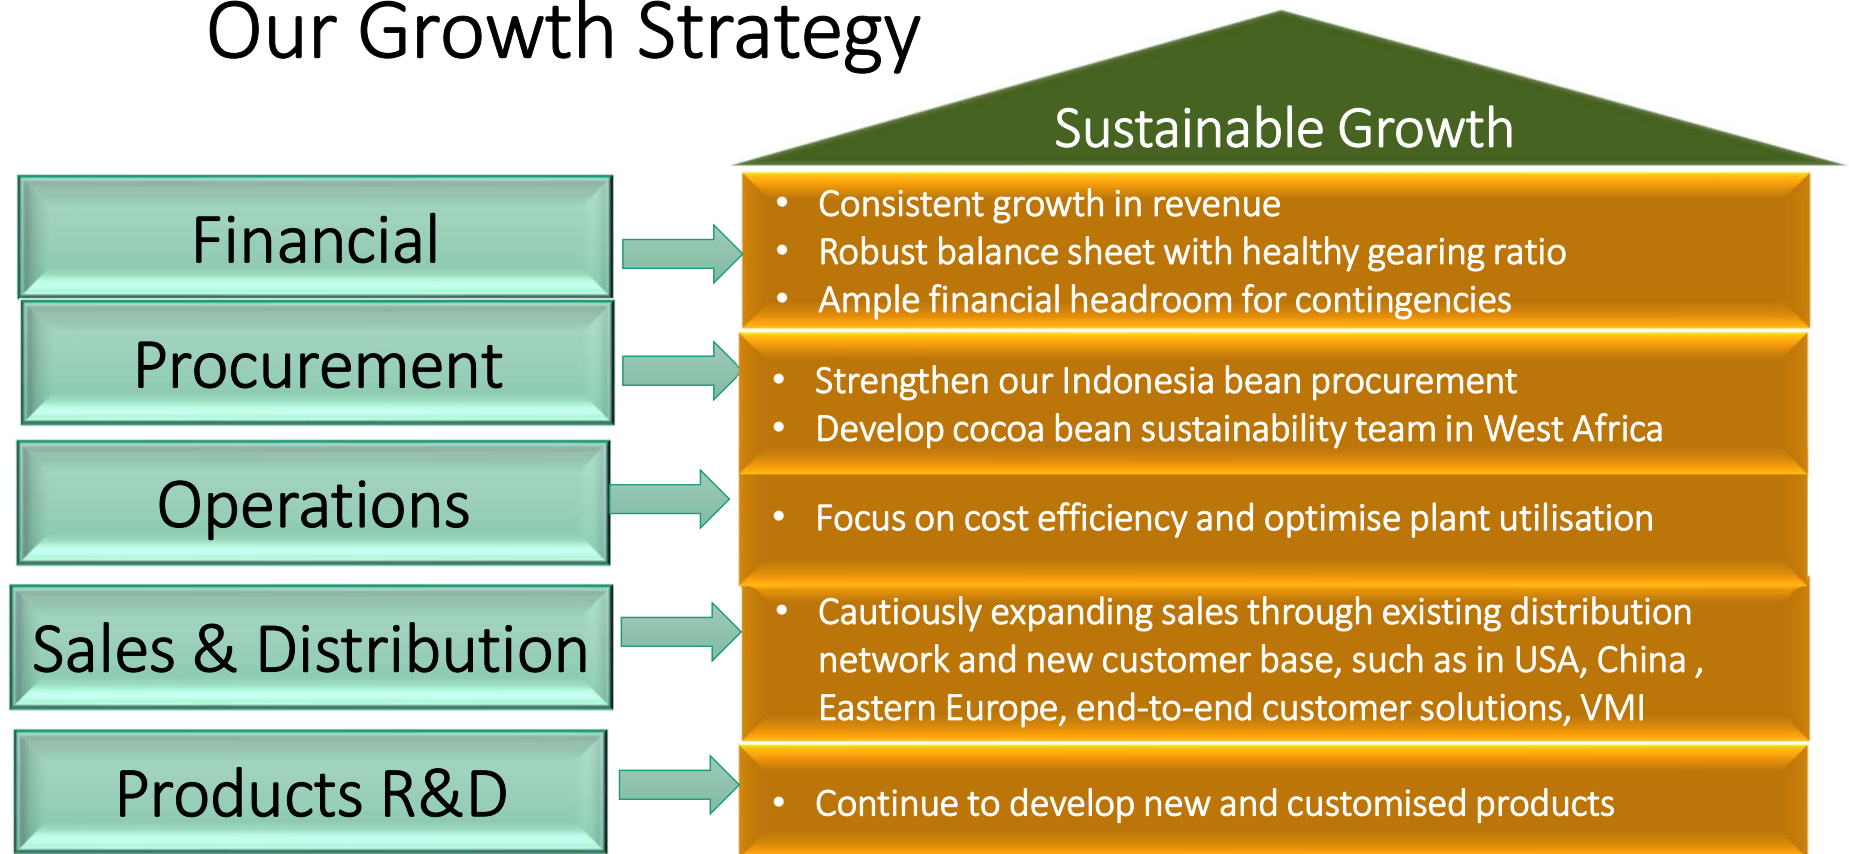 Our Growth Strategy
Sustainable Growth
Financial
• Consistent growth in revenue
• Robust balance sheet with healthy gearing ratio
• Ample financial headroom for contingencies
Procurement
• Strengthen our Indonesia bean procurement
• Develop cocoa bean sustainability team in West Africa
Operations
• Focus on cost efficiency and optimise plant utilisation
Sales & Distribution
• Cautiously expanding sales through existing distribution
network and new customer base, such as in USA, China ,
Eastern Europe, end-to-end customer solutions, VMI
Products R&D
• Continue to develop new and customised products